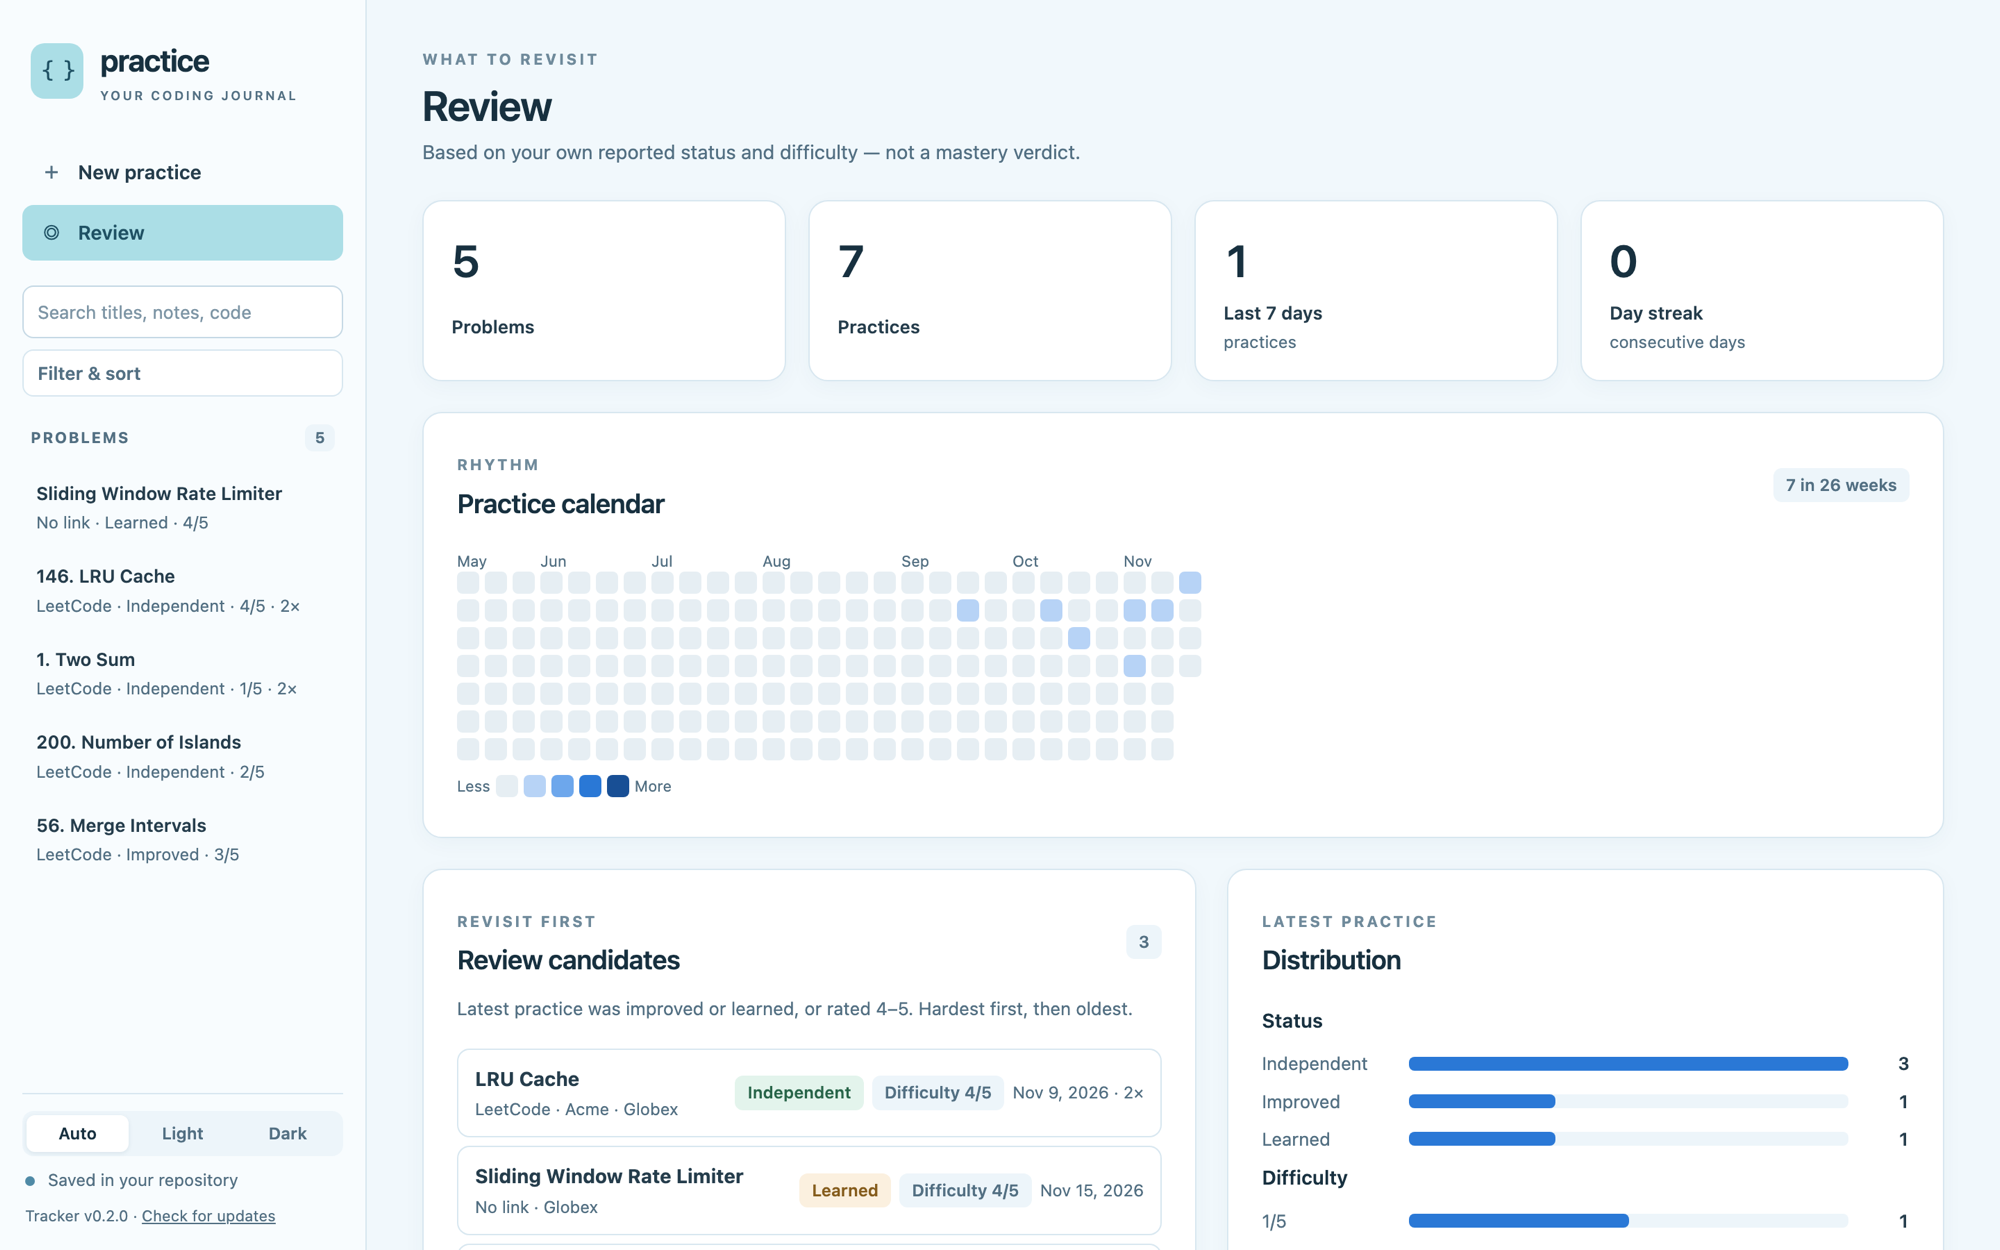 { }
practice
YOUR CODING JOURNAL
+ New practice
Review
Search titles, notes, code
Filter & sort
PROBLEMS 5
Sliding Window Rate Limiter
No link · Learned · 4/5
146. LRU Cache
LeetCode · Independent · 4/5 · 2×
1. Two Sum
LeetCode · Independent · 1/5 · 2×
200. Number of Islands
LeetCode · Independent · 2/5
56. Merge Intervals
LeetCode · Improved · 3/5
Auto Light Dark
Saved in your repository
Tracker v0.2.0 · Check for updates
WHAT TO REVISIT
Review
Based on your own reported status and difficulty — not a mastery verdict.
5
Problems
7
Practices
1
Last 7 days
practices
0
Day streak
consecutive days
RHYTHM
Practice calendar
7 in 26 weeks
May Jun Jul Aug Sep Oct Nov
Less More
REVISIT FIRST
Review candidates
3
Latest practice was improved or learned, or rated 4–5. Hardest first, then oldest.
LRU Cache
LeetCode · Acme · Globex
Independent Difficulty 4/5 Nov 9, 2026 · 2×
Sliding Window Rate Limiter
No link · Globex
Learned Difficulty 4/5 Nov 15, 2026
LATEST PRACTICE
Distribution
Status
Independent 3
Improved 1
Learned 1
Difficulty
1/5 1